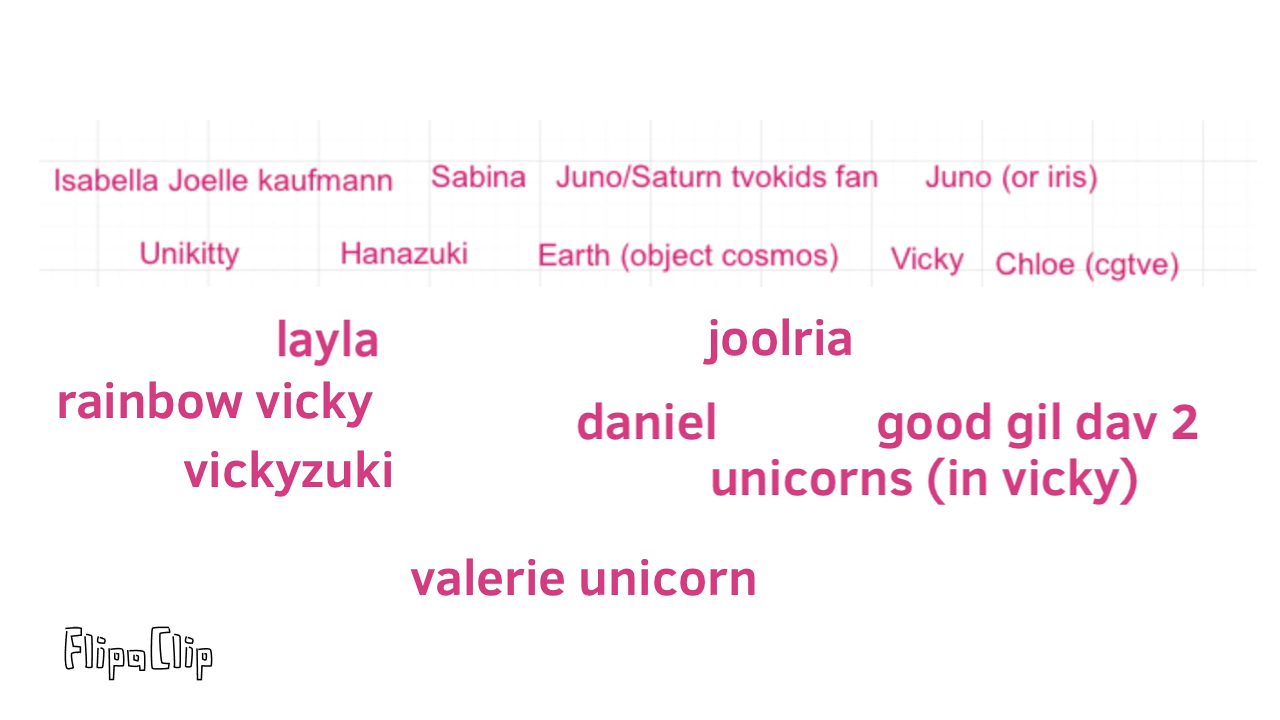 Isabella Joelle kaufmann Sabina Juno/Saturn tvokids fan Juno (or iris)
Unikitty Hanazuki Earth (object cosmos) Vicky Chloe (cgtve)
layla joolria
rainbow vicky
daniel good gil dav 2
vickyzuki
unicorns (in vicky)
valerie unicorn
FlipaClip